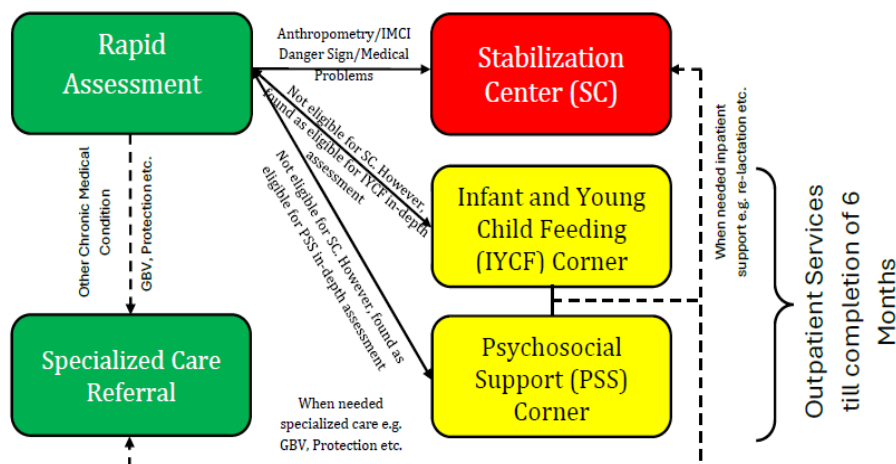 Rapid
Assessment
Anthropometry/IMCI
Danger Sign/Medical
Problems
Stabilization
Center (SC)
Not eligible for SC. However,
found as eligible for IYCF in-depth
assessment
Not eligible for SC. However, found as
eligible for PSS in-depth assessment
Other Chronic Medical
Condition
GBV, Protection etc.
Infant and Young
Child Feeding
(IYCF) Corner
When needed inpatient
support e.g. re-lactation etc.
Outpatient Services
till completion of 6
Months
Specialized Care
Referral
Psychosocial
Support (PSS)
Corner
When needed
specialized care e.g.
GBV, Protection etc.